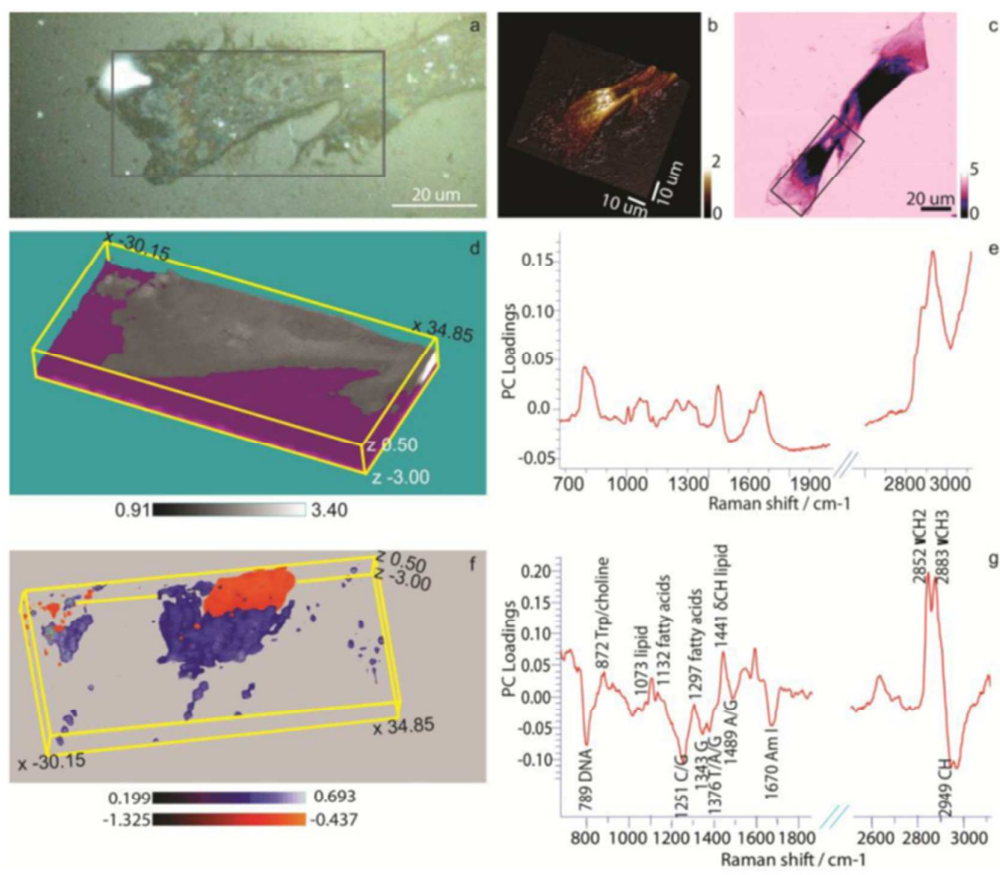 a
20 um
b
2
0
10 um
10 um
c
5
0
20 um
d
x -30.15
x 34.85
z 0.50
z -3.00
0.91
3.40
e
PC Loadings
0.15
0.10
0.05
0.0
-0.05
700 1000 1300 1600 1900 2800 3000
Raman shift / cm-1
f
z 0.50
z -3.00
x 34.85
x -30.15
0.199 0.693
-1.325 -0.437
g
PC Loadings
0.20
0.15
0.10
0.05
0.00
-0.05
-0.10
789 DNA
872 Trp/choline
1073 lipid
1132 fatty acids
1251 C/G
1297 fatty acids
1343 G
1376 T/A/G
1441 δCH lipid
1489 A/G
1670 Am I
2852 νCH2
2883 νCH3
2949 CH
800 1000 1200 1400 1600 1800 2600 2800 3000
Raman shift / cm-1